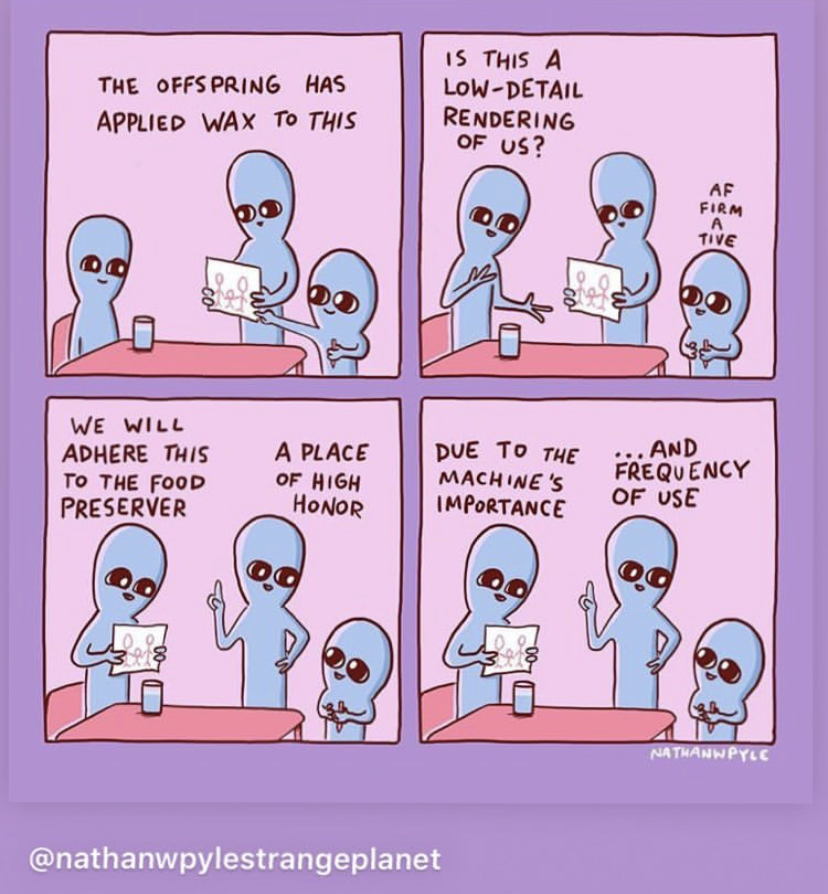 THE OFFSPRING HAS
APPLIED WAX TO THIS
IS THIS A
LOW-DETAIL
RENDERING
OF US?
AF
FIRM
A
TIVE
WE WILL
ADHERE THIS
TO THE FOOD
PRESERVER
A PLACE
OF HIGH
HONOR
DUE TO THE
MACHINE'S
IMPORTANCE
...AND
FREQUENCY
OF USE
NATHANWPYLE
@nathanwpylestrangeplanet